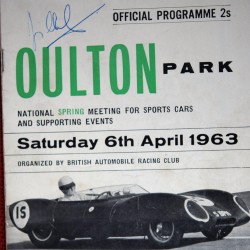 OFFICIAL PROGRAMME 2s
OULTON PARK
NATIONAL SPRING MEETING FOR SPORTS CARS
AND SUPPORTING EVENTS
Saturday 6th April 1963
ORGANIZED BY BRITISH AUTOMOBILE RACING CLUB
15